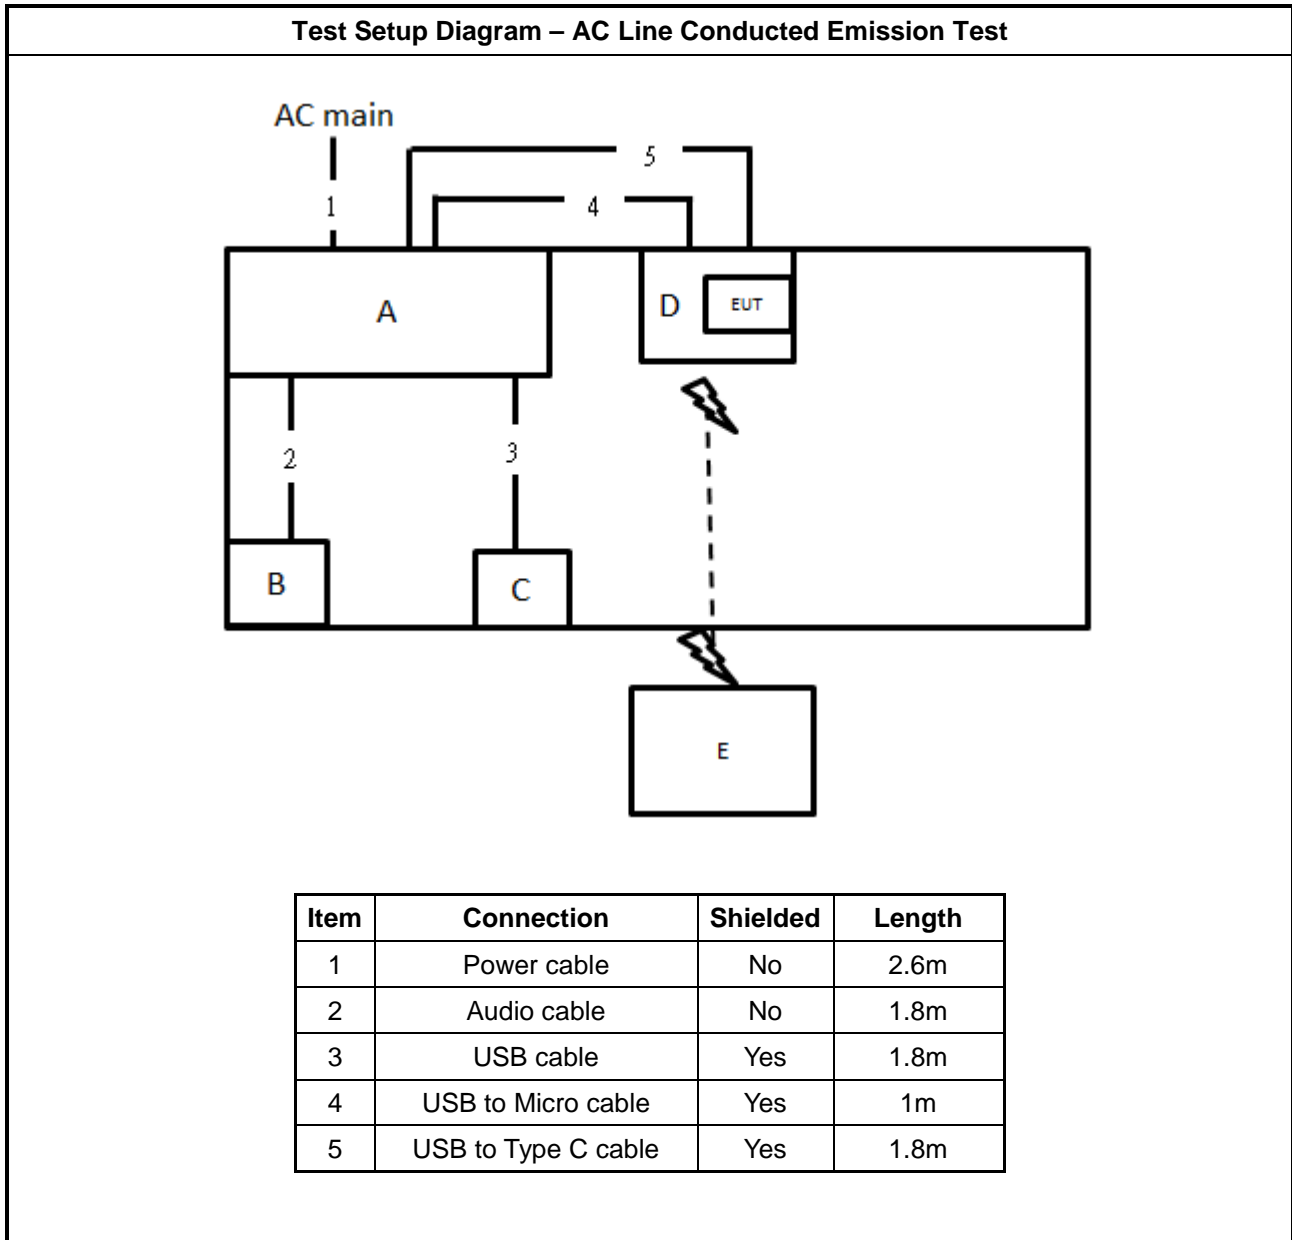 Test Setup Diagram – AC Line Conducted Emission Test
AC main
5
1
4
A
D
EUT
2
3
B
C
E
Item Connection Shielded Length
1 Power cable No 2.6m
2 Audio cable No 1.8m
3 USB cable Yes 1.8m
4 USB to Micro cable Yes 1m
5 USB to Type C cable Yes 1.8m